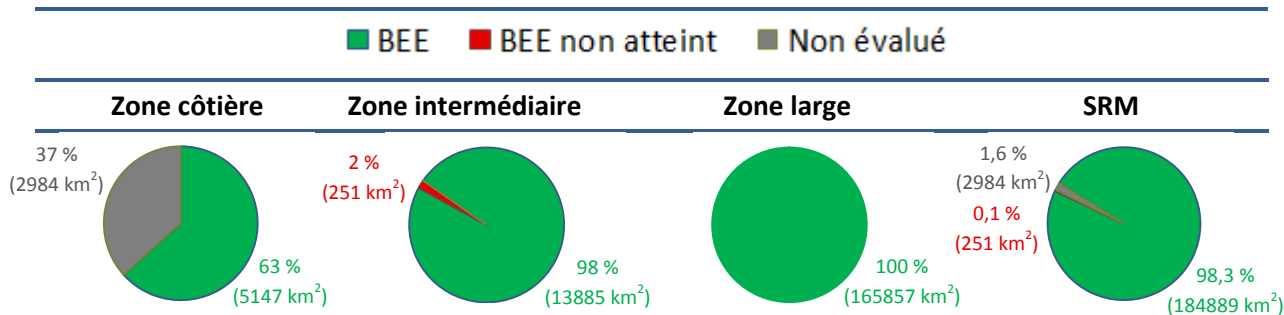 BEE BEE non atteint Non évalué
Zone côtière Zone intermédiaire Zone large SRM
37 %
(2984 km²)
63 %
(5147 km²)
2 %
(251 km²)
98 %
(13885 km²)
100 %
(165857 km²)
1,6 %
(2984 km²)
0,1 %
(251 km²)
98,3 %
(184889 km²)